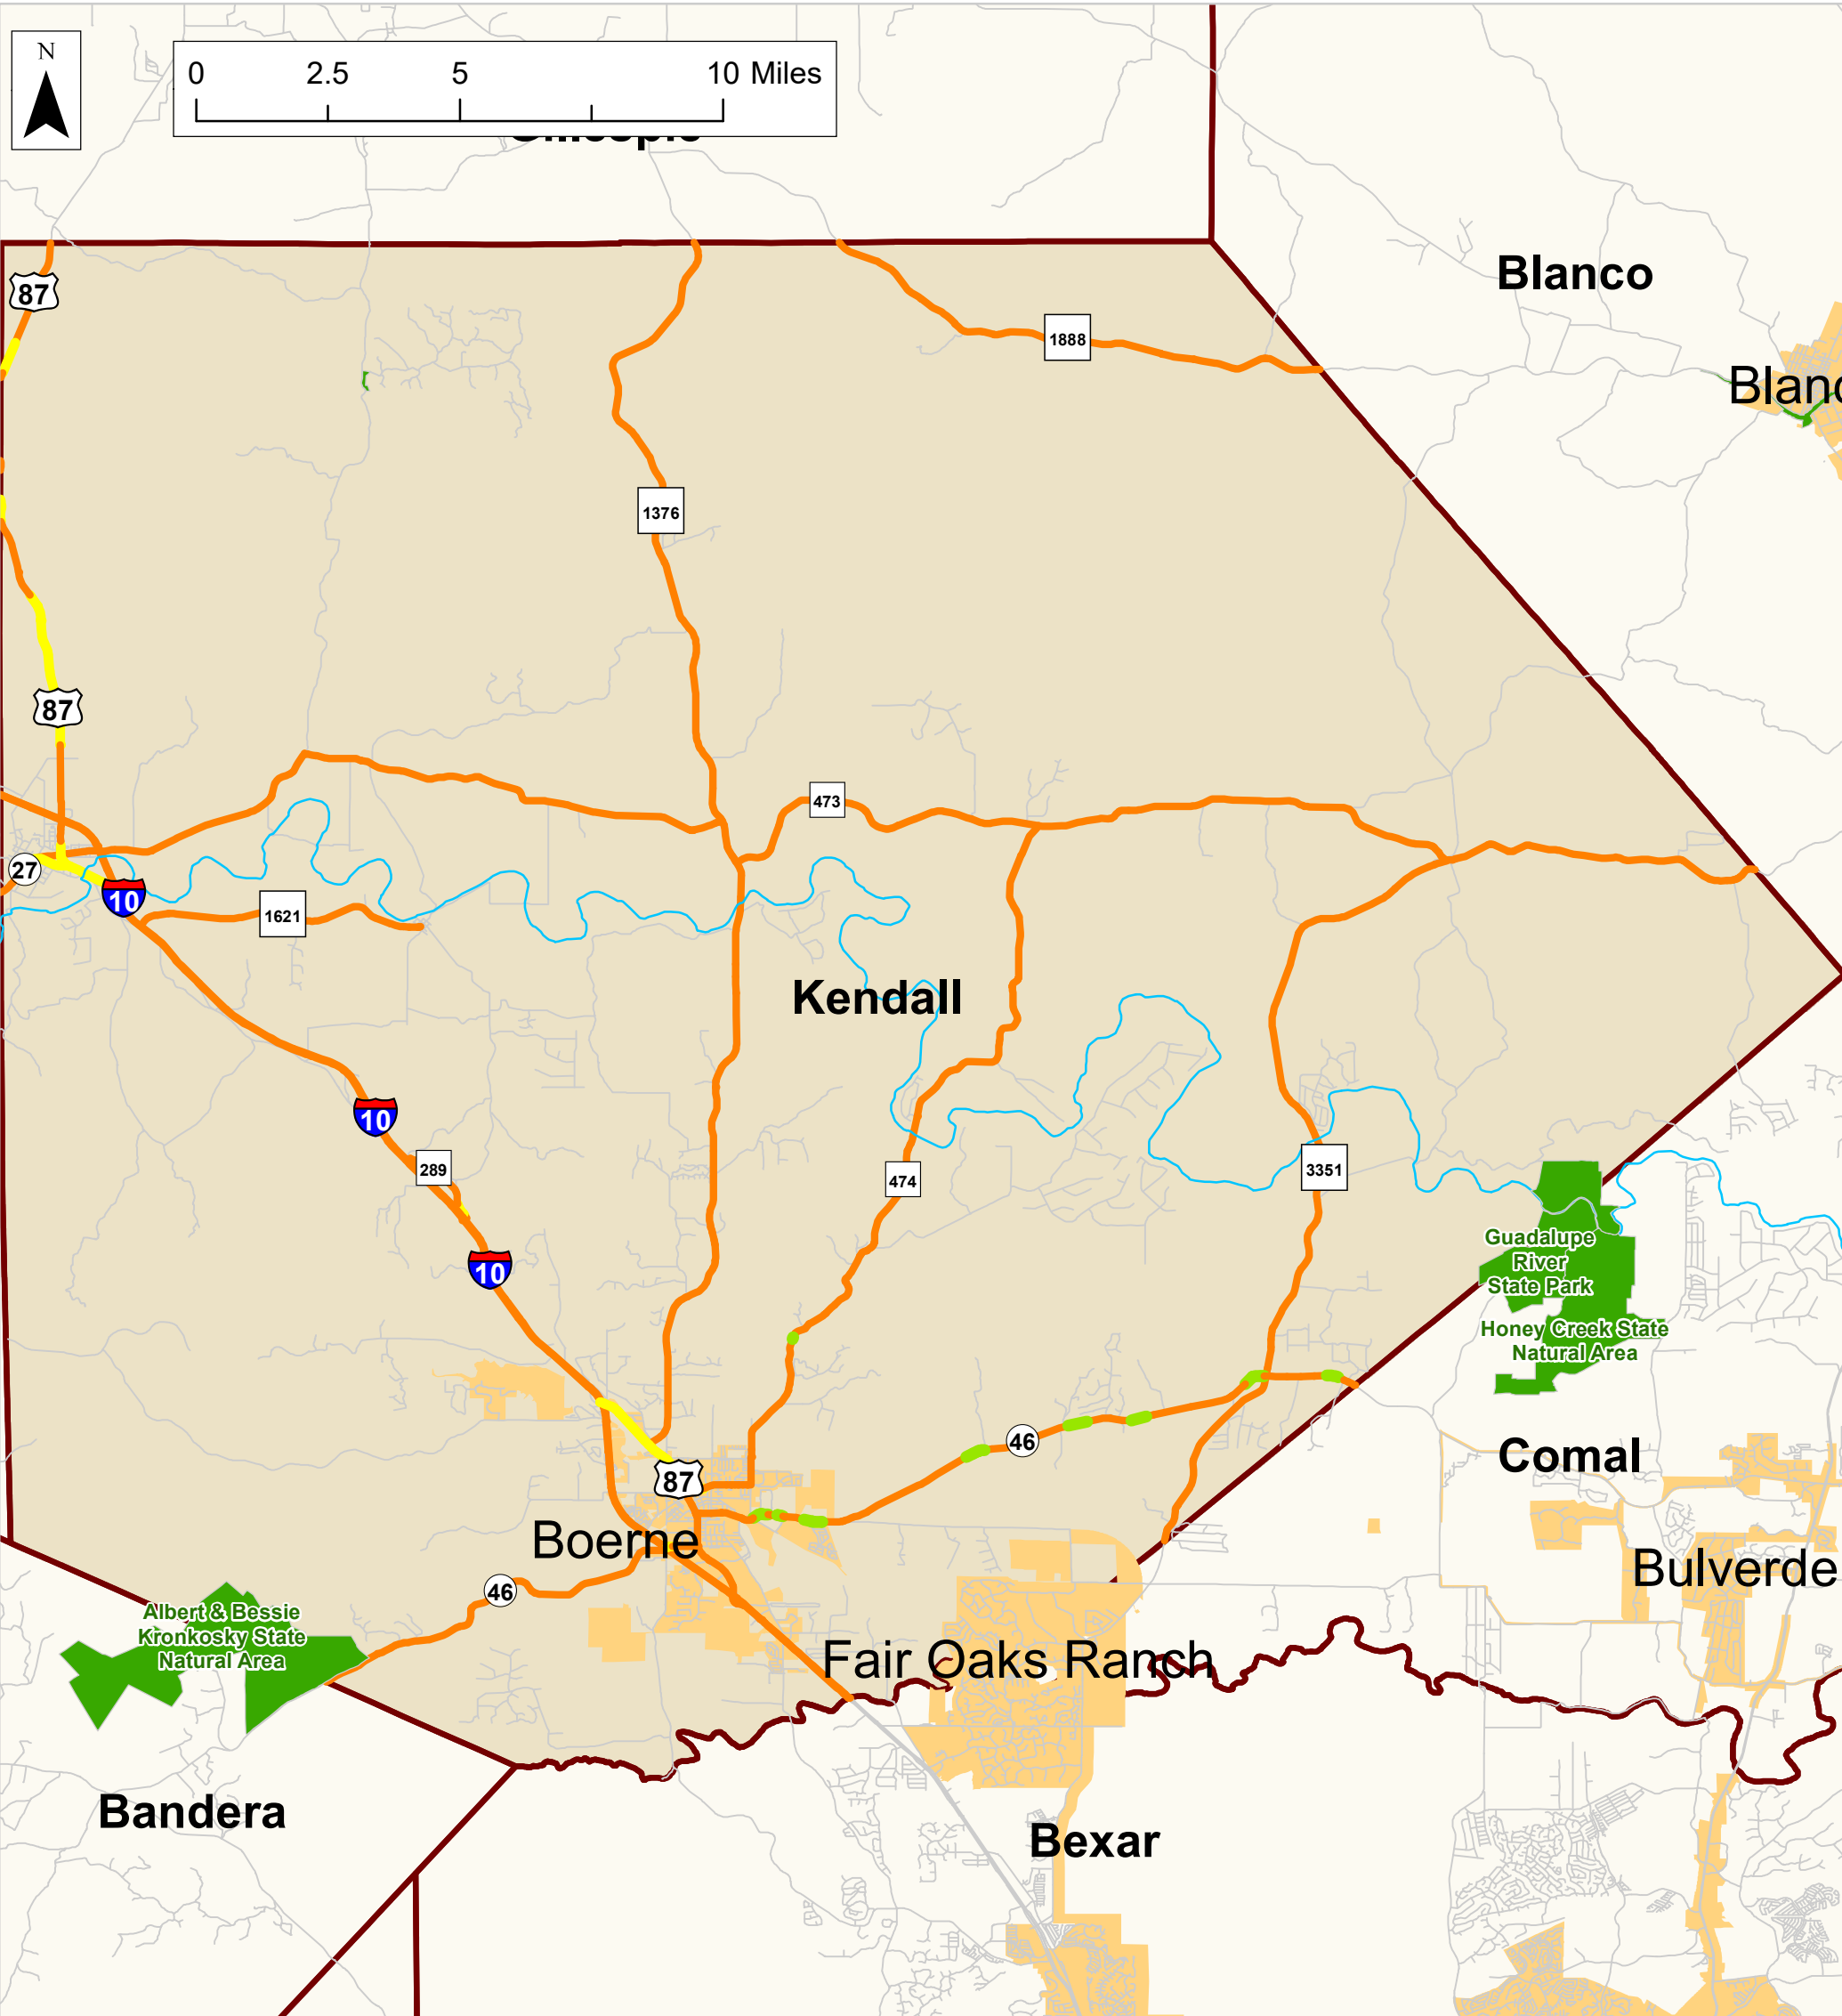 N
0 2.5 5 10 Miles
87
Blanco
1888
1376
87
473
27
10
1621
Kendall
10
289
474
3351
Guadalupe
River
State Park
10
Honey Creek State
Natural Area
46
Comal
87
Boerne
Bulverde
46
Albert & Bessie
Kronkosky State
Natural Area
Fair Oaks Ranch
Bandera
Bexar